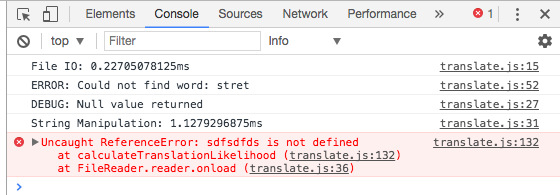 Elements Console Sources Network Performance » 1
top Filter Info
File IO: 0.22705078125ms translate.js:15
ERROR: Could not find word: stret translate.js:52
DEBUG: Null value returned translate.js:27
String Manipulation: 1.1279296875ms translate.js:31
Uncaught ReferenceError: sdfsdfds is not defined translate.js:132
at calculateTranslationLikelihood (translate.js:132)
at FileReader.reader.onload (translate.js:36)
>